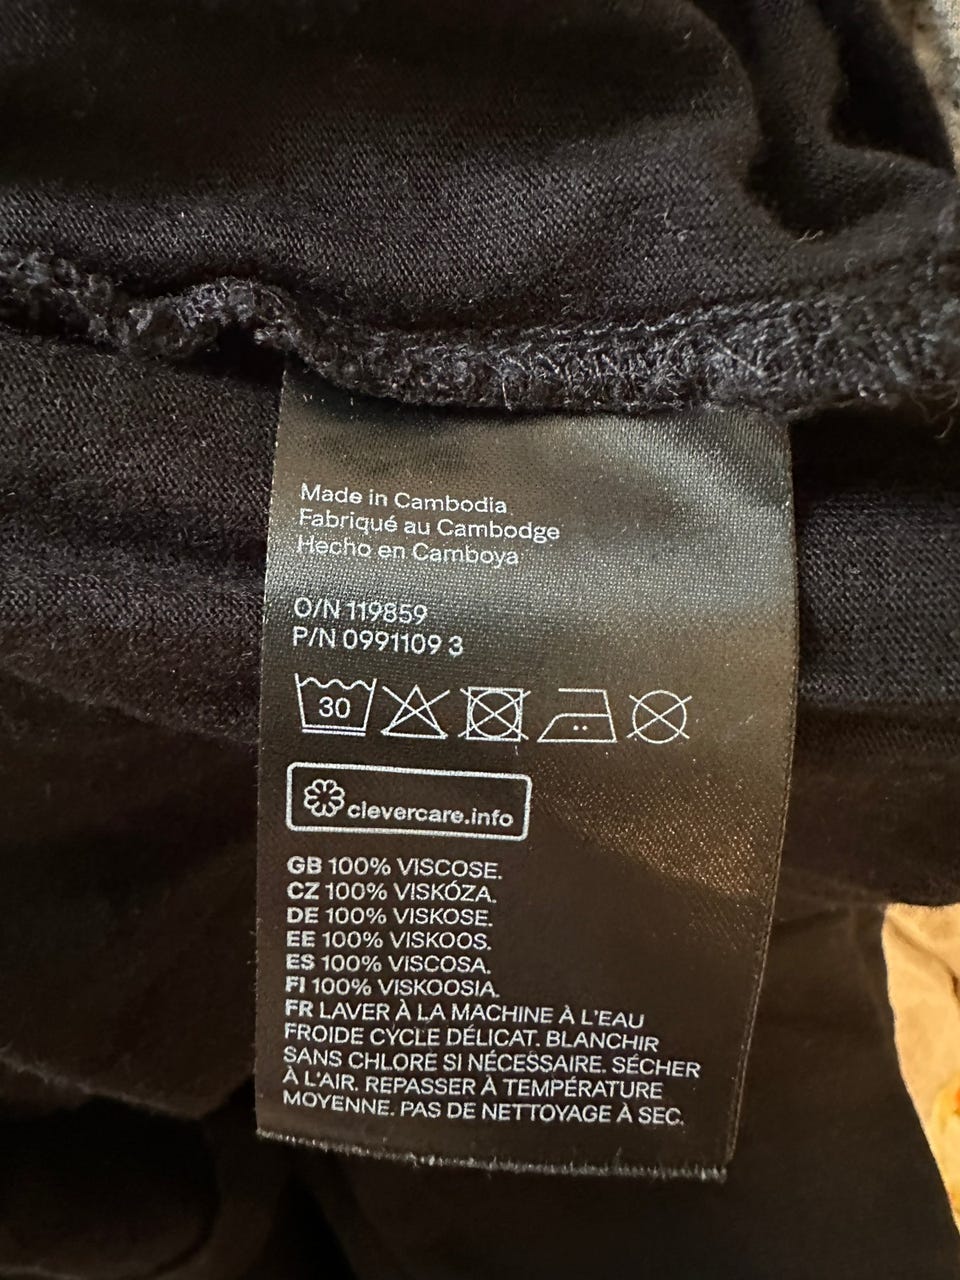 Made in Cambodia
Fabriqué au Cambodge
Hecho en Camboya
O/N 119859
P/N 0991109 3
30
clevercare.info
GB 100% VISCOSE.
CZ 100% VISKÓZA.
DE 100% VISKOSE.
EE 100% VISKOOS.
ES 100% VISCOSA.
FI 100% VISKOOSIA.
FR LAVER À LA MACHINE À L'EAU
FROIDE CYCLE DÉLICAT. BLANCHIR
SANS CHLORE SI NÉCESSAIRE. SÉCHER
À L'AIR. REPASSER À TEMPÉRATURE
MOYENNE. PAS DE NETTOYAGE À SEC.